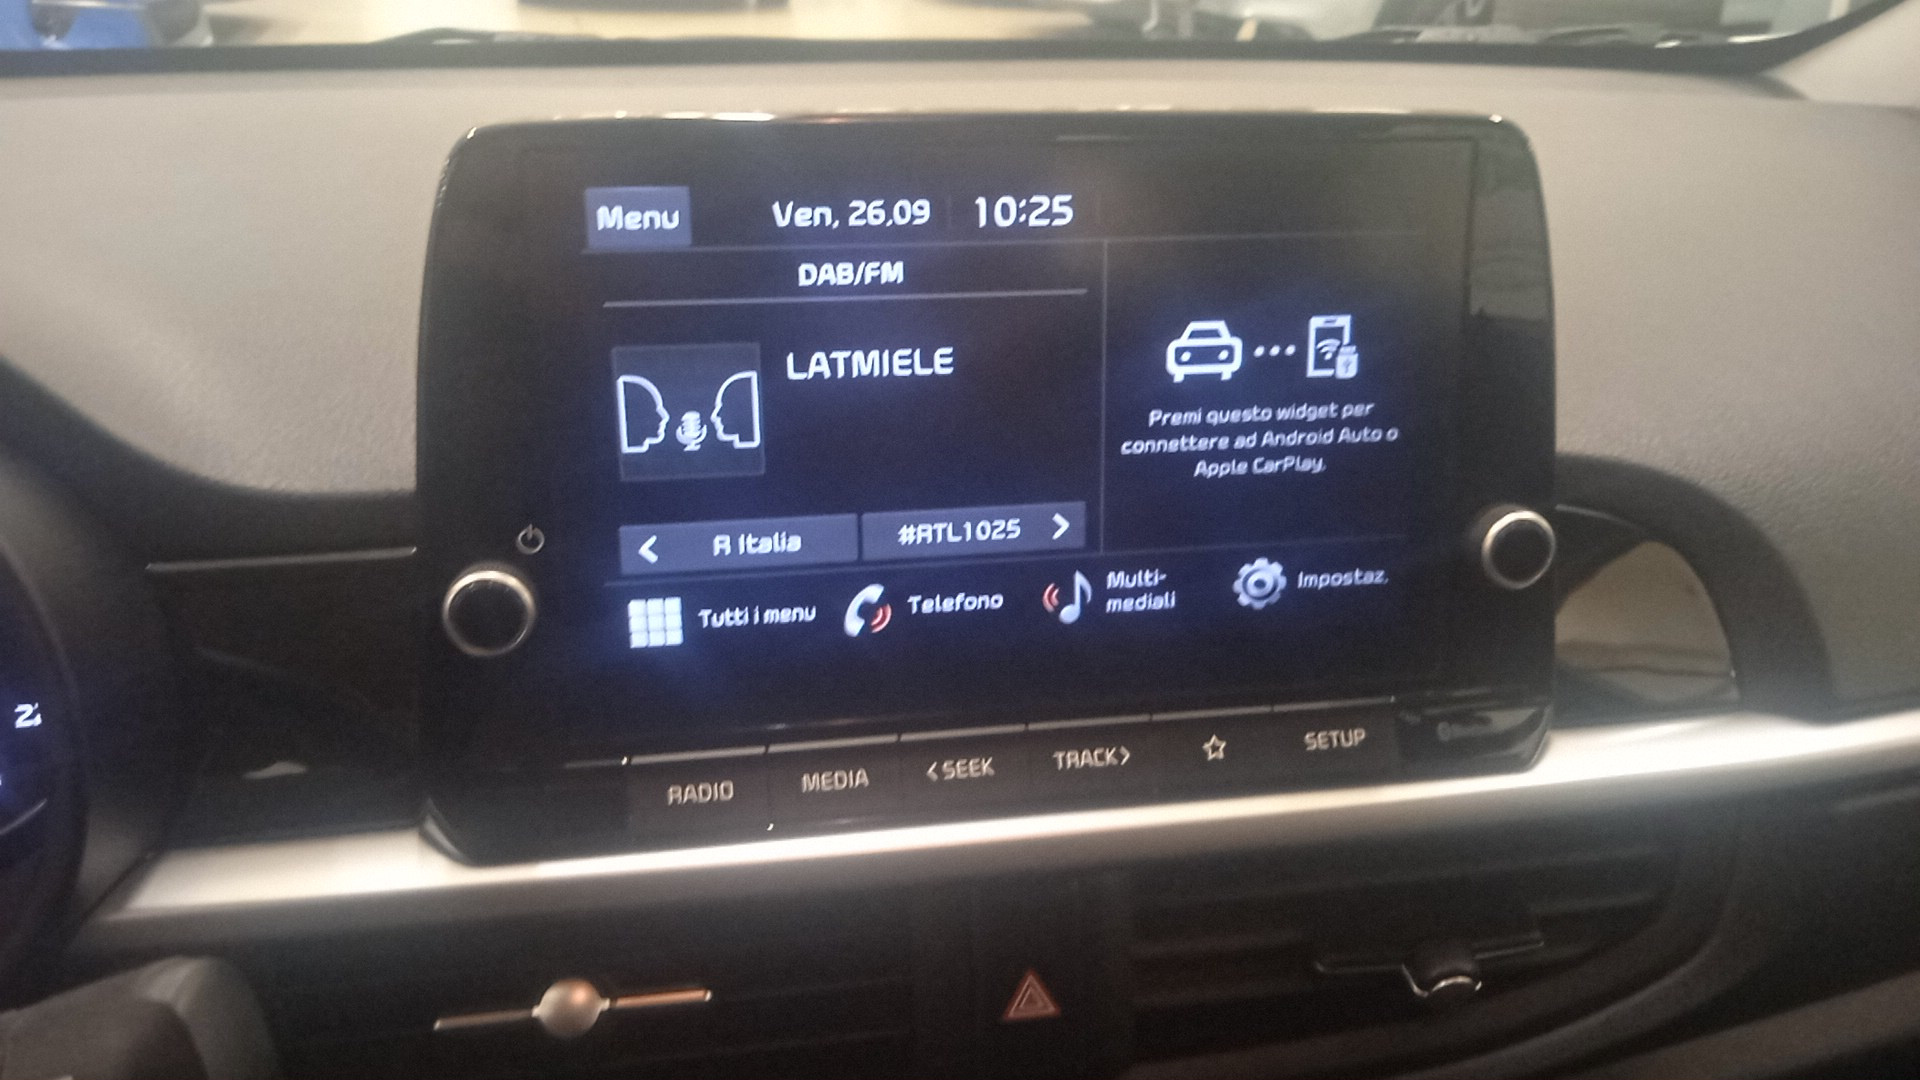 Menu
Ven, 26.09
10:25
DAB/FM
LATMIELE
Premi questo widget per
connettere ad Android Auto o
Apple CarPlay.
< R Italia
#RTL1025 >
Tutti i menu
Telefono
Multi-
mediali
Impostaz.
RADIO
MEDIA
<SEEK
TRACK>
SETUP